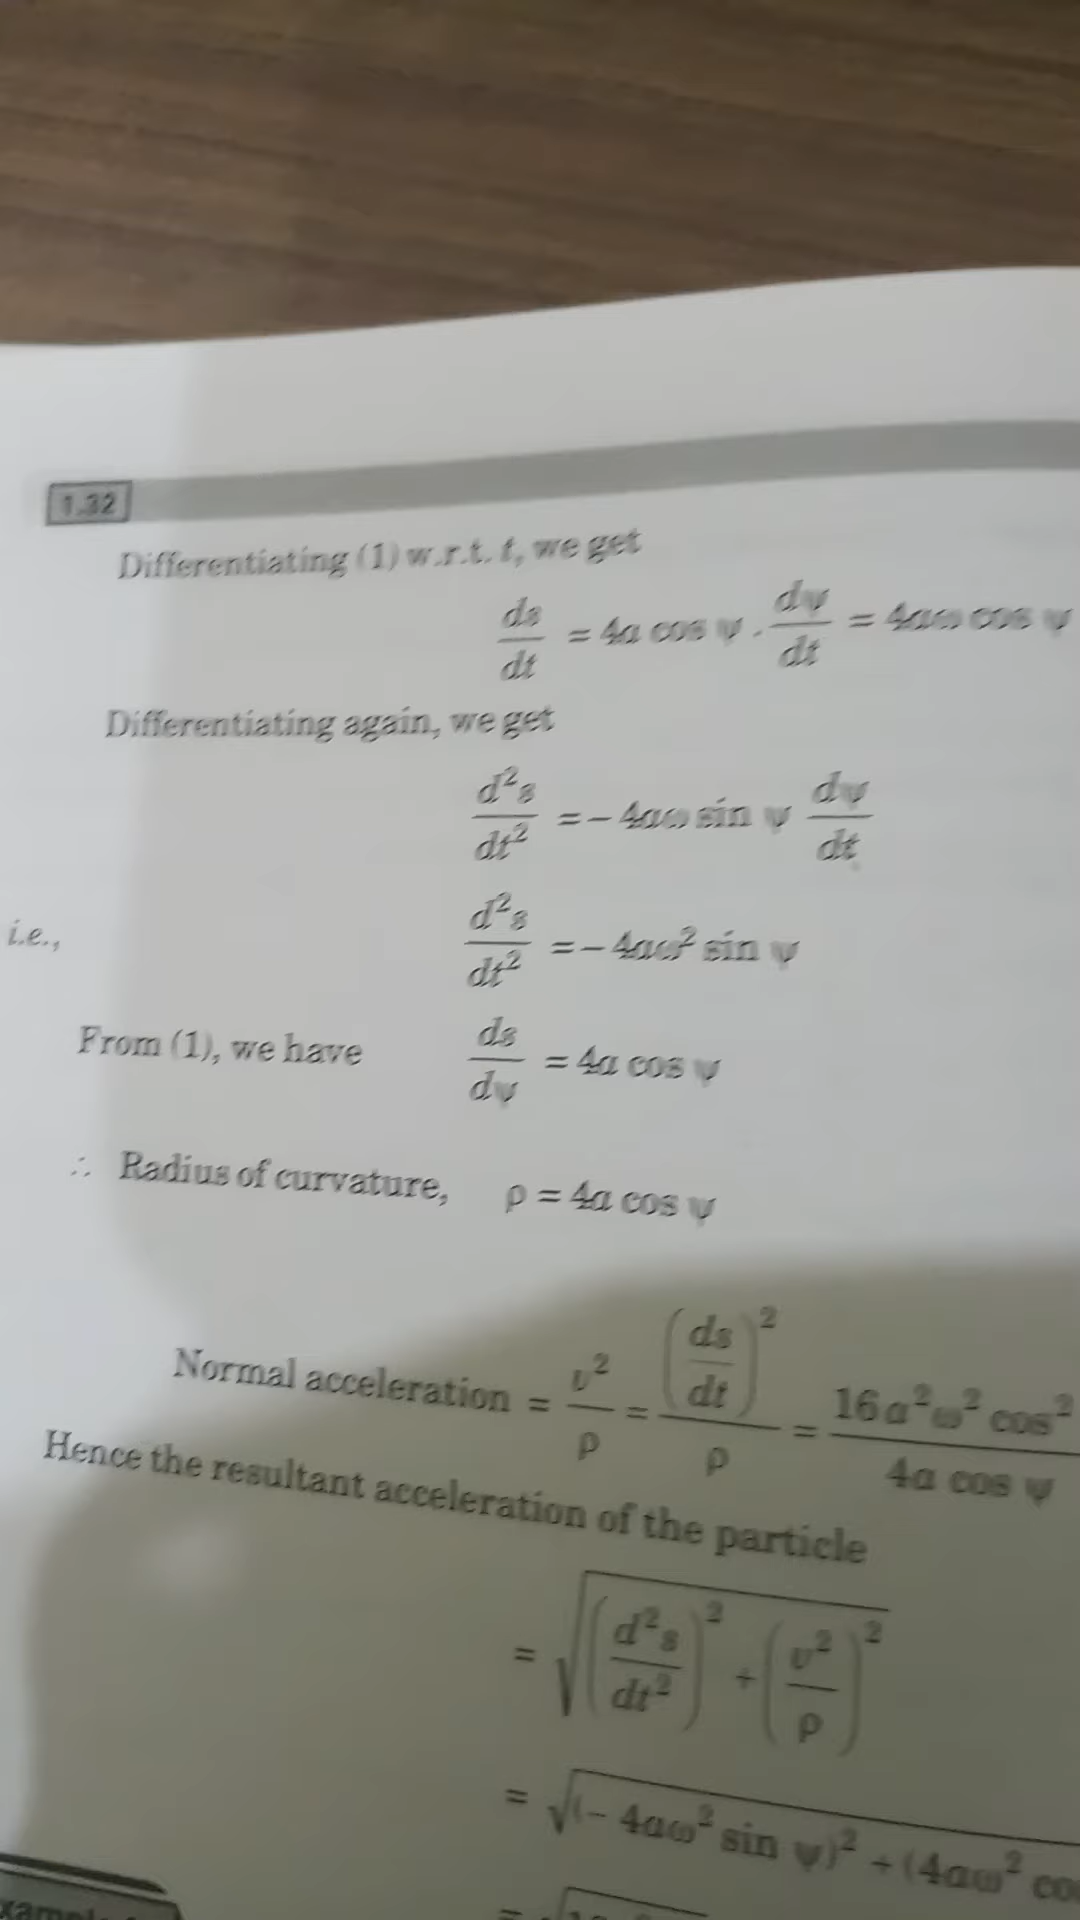 1.32
Differentiating (1) w.r.t. t, we get
ds/dt = 4a cos ψ . dψ/dt = 4aω cos ψ
Differentiating again, we get
d²s/dt² = – 4aω sin ψ dψ/dt
i.e., d²s/dt² = – 4aω² sin ψ
From (1), we have ds/dψ = 4a cos ψ
∴ Radius of curvature, ρ = 4a cos ψ
Normal acceleration = v²/ρ = (ds/dt)²/ρ = 16a²ω² cos²/4a cos ψ
Hence the resultant acceleration of the particle
= √((d²s/dt²)² + (v²/ρ)²)
= √(– 4aω² sin ψ)² + (4aω² co
= √